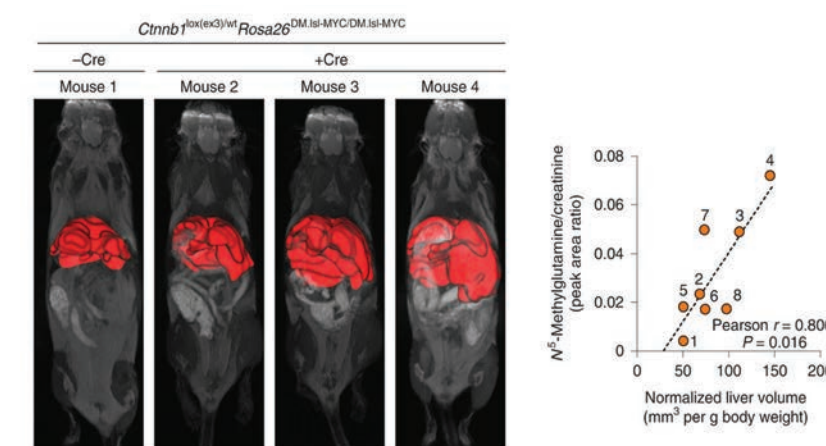 Ctnnb1lox(ex3)/wtRosa26DM.lsl-MYC/DM.lsl-MYC
–Cre
+Cre
Mouse 1
Mouse 2
Mouse 3
Mouse 4
N5-Methylglutamine/creatinine
(peak area ratio)
0.08
0.06
0.04
0.02
0
4
7
3
2
5
6
8
1
Pearson r = 0.80
P = 0.016
0
50
100
150
20
Normalized liver volume
(mm3 per g body weight)